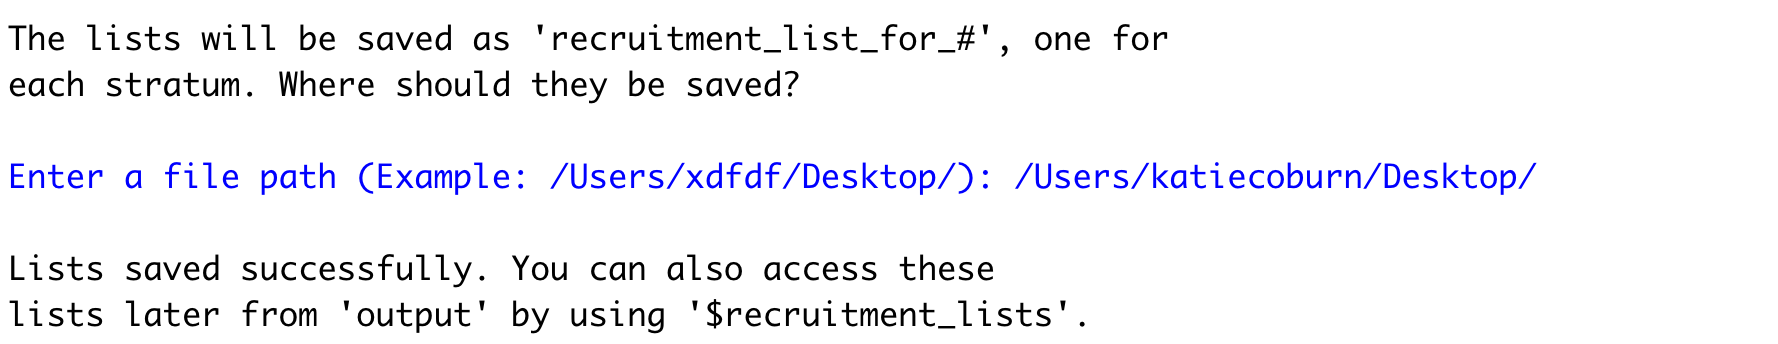 The lists will be saved as 'recruitment_list_for_#', one for
each stratum. Where should they be saved?
Enter a file path (Example: /Users/xdfdf/Desktop/): /Users/katiecoburn/Desktop/
Lists saved successfully. You can also access these
lists later from 'output' by using '$recruitment_lists'.